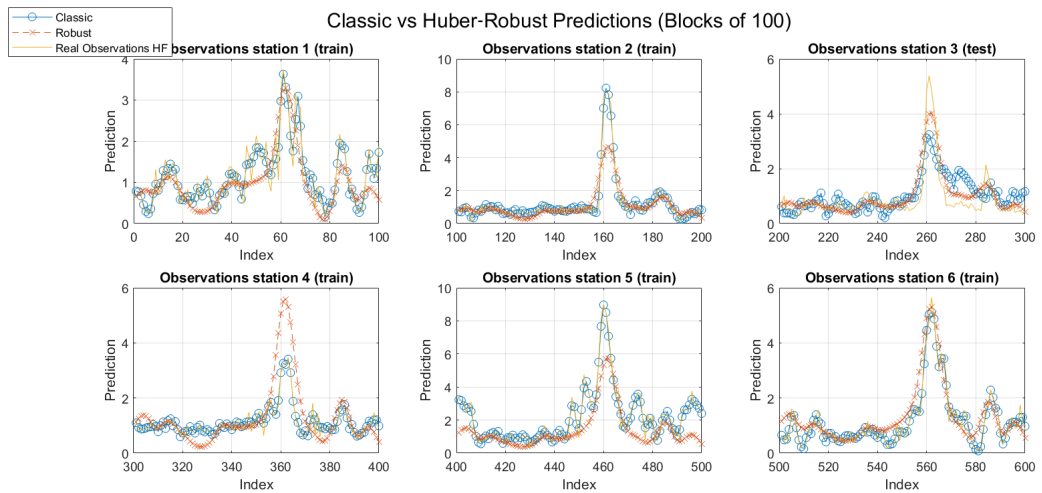 Classic vs Huber-Robust Predictions (Blocks of 100)
Classic
Robust
Real Observations HF
Observations station 1 (train)
Prediction
4
3
2
1
0
0 20 40 60 80 100
Index
Observations station 2 (train)
Prediction
10
8
6
4
2
0
100 120 140 160 180 200
Index
Observations station 3 (test)
Prediction
6
4
2
0
200 220 240 260 280 300
Index
Observations station 4 (train)
Prediction
6
4
2
0
300 320 340 360 380 400
Index
Observations station 5 (train)
Prediction
10
8
6
4
2
0
400 420 440 460 480 500
Index
Observations station 6 (train)
Prediction
6
4
2
0
500 520 540 560 580 600
Index